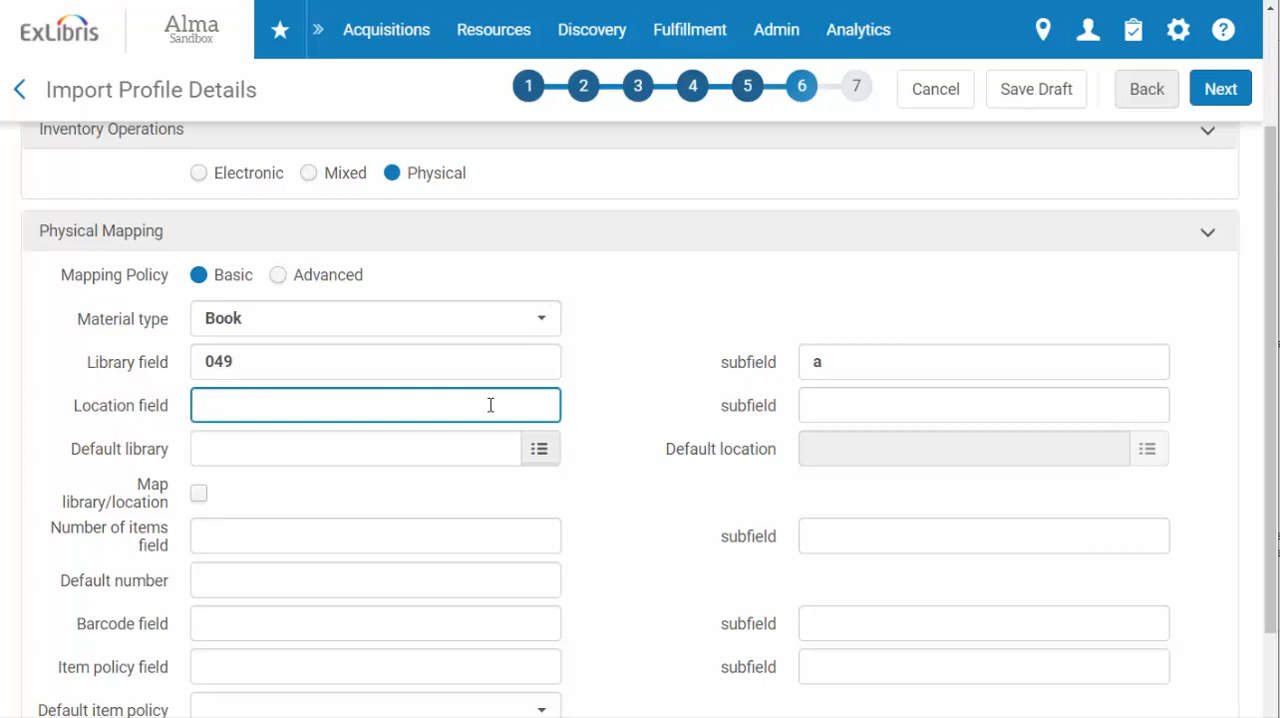 ExLibris
Alma
Sandbox
Acquisitions Resources Discovery Fulfillment Admin Analytics
?
Import Profile Details
1 2 3 4 5 6 7
Cancel Save Draft Back Next
Inventory Operations
Electronic Mixed Physical
Physical Mapping
Mapping Policy Basic Advanced
Material type Book
Library field 049 subfield a
Location field subfield
Default library Default location
Map
library/location
Number of items
field subfield
Default number
Barcode field subfield
Item policy field subfield
Default item policy